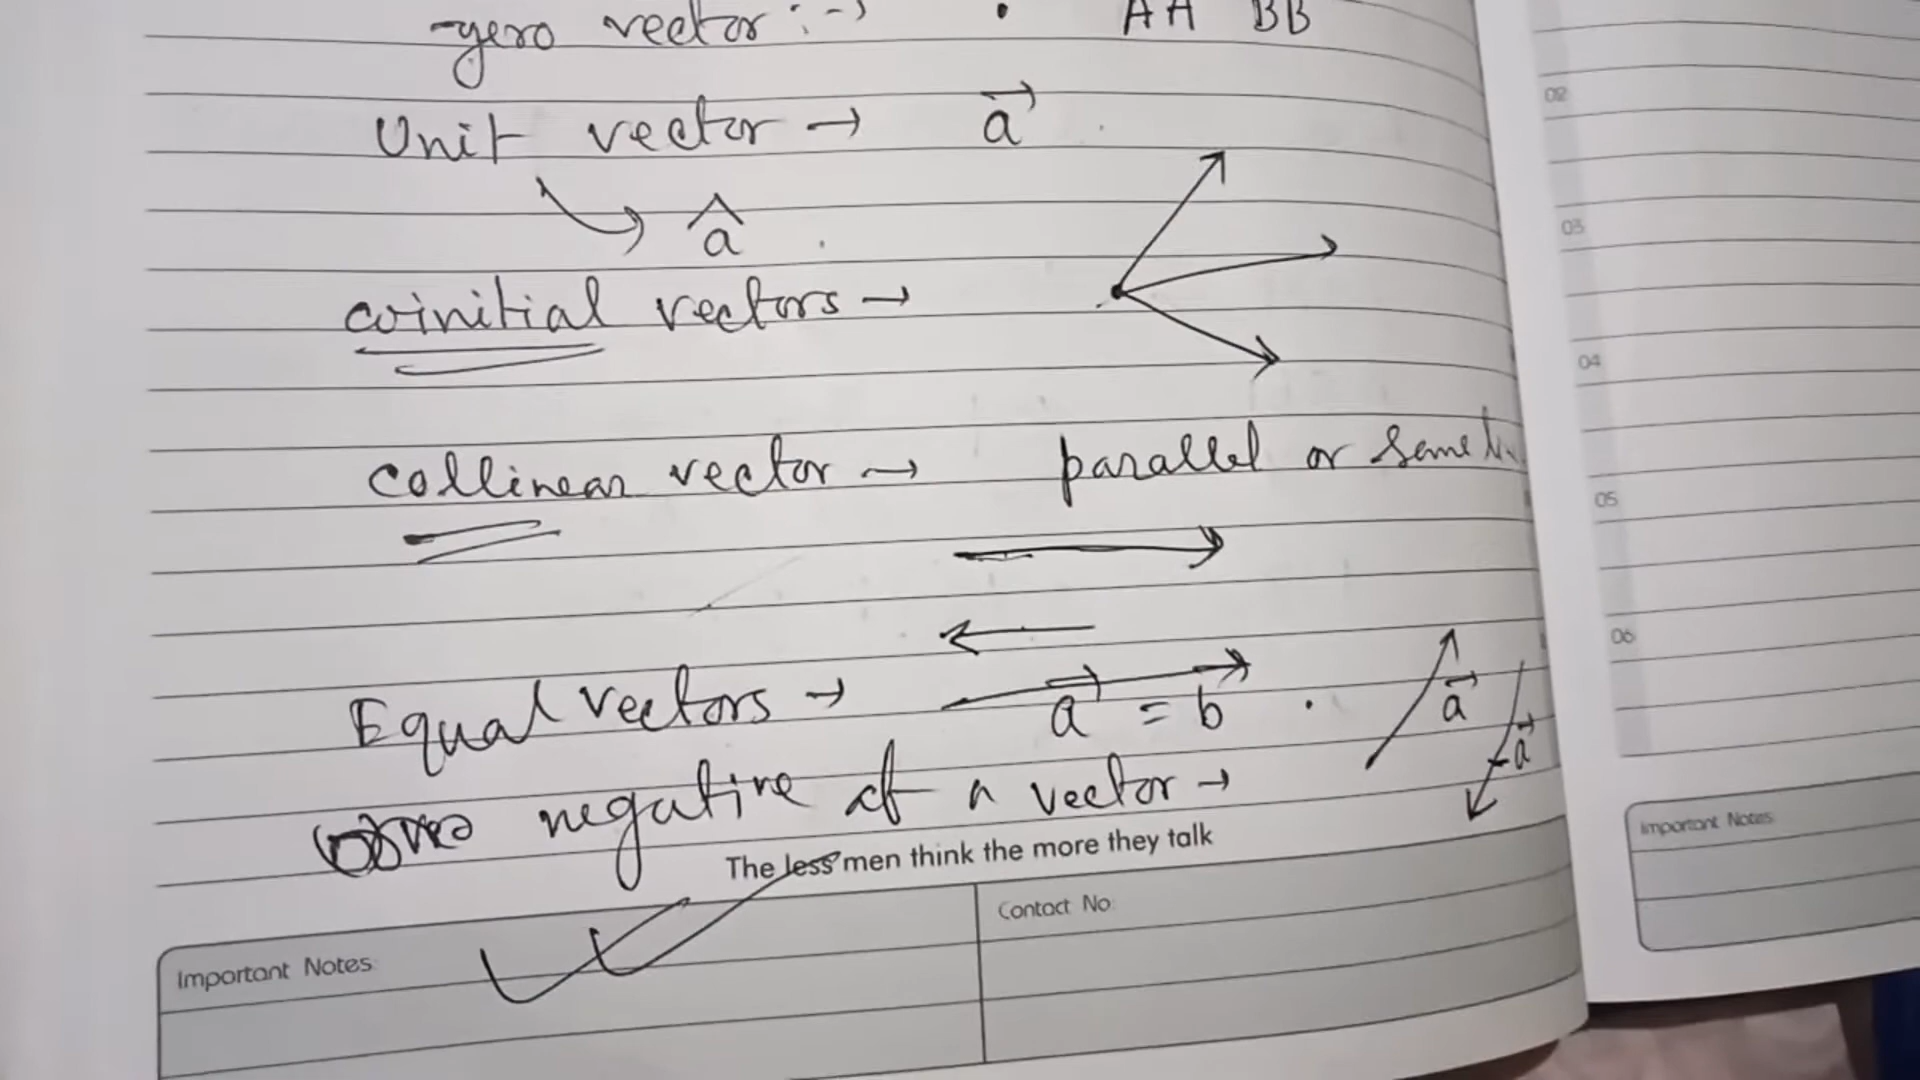 zero vector :→ . AA BB
Unit vector → a⃗
â
coinitial vectors →
collinear vector → parallel or same
Equal vectors → a⃗ = b⃗ .
a⃗
-a⃗
negative of a vector →
The less men think the more they talk
Important Notes:
Contact No:
02
03
04
05
06
Important Notes: